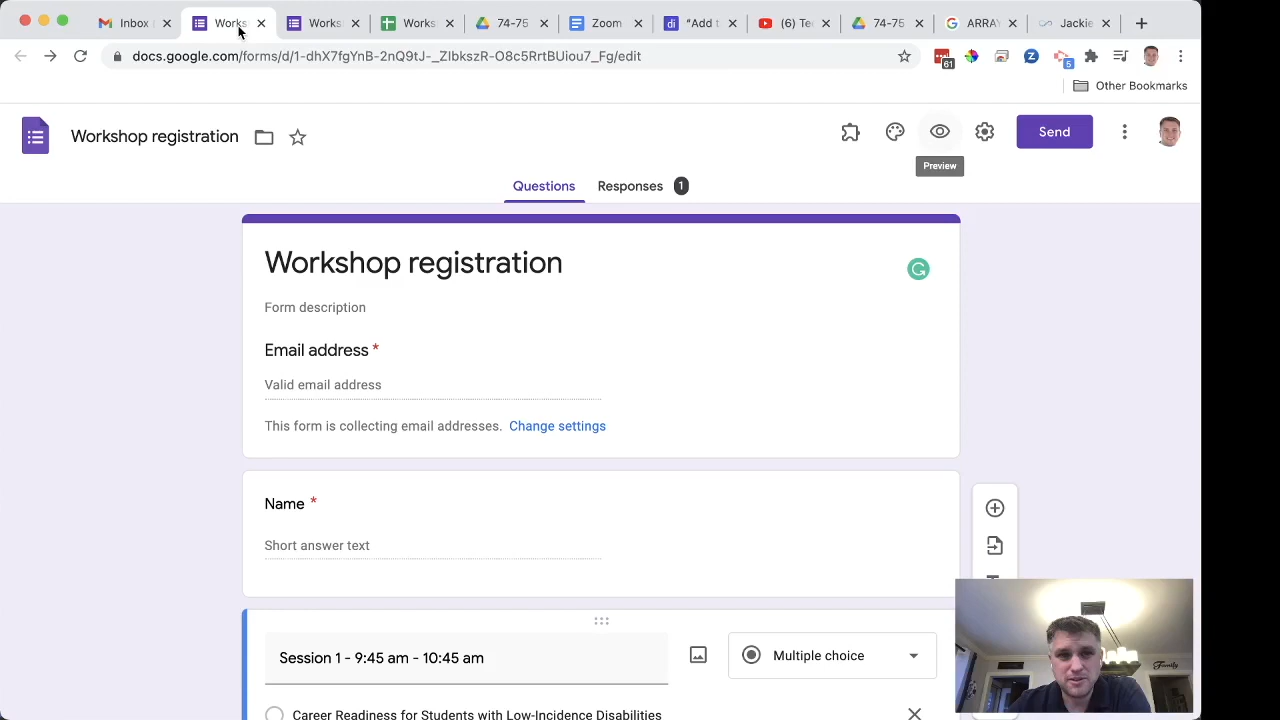 Inbox
Works
Works
Works
74-75
Zoom
"Add t
(6) Te
74-75
ARRAY
Jackie
docs.google.com/forms/d/1-dhX7fgYnB-2nQ9tJ-_ZIbkszR-O8c5RrtBUiou7_Fg/edit
61
5
Other Bookmarks
Workshop registration
Send
Preview
Questions
Responses 1
Workshop registration
Form description
Email address *
Valid email address
This form is collecting email addresses. Change settings
Name *
Short answer text
Session 1 - 9:45 am - 10:45 am
Multiple choice
Career Readiness for Students with Low-Incidence Disabilities
Family